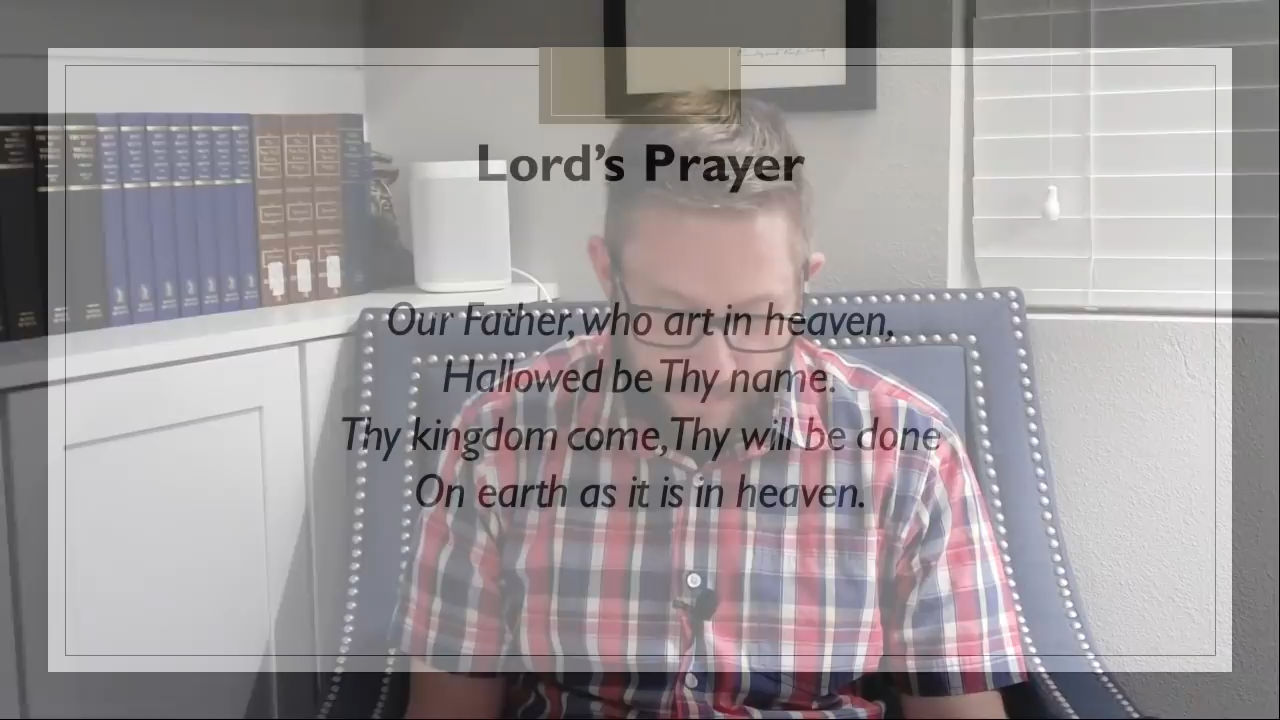 Lord’s Prayer
Our Father, who art in heaven,
Hallowed be Thy name.
Thy kingdom come, Thy will be done
On earth as it is in heaven.